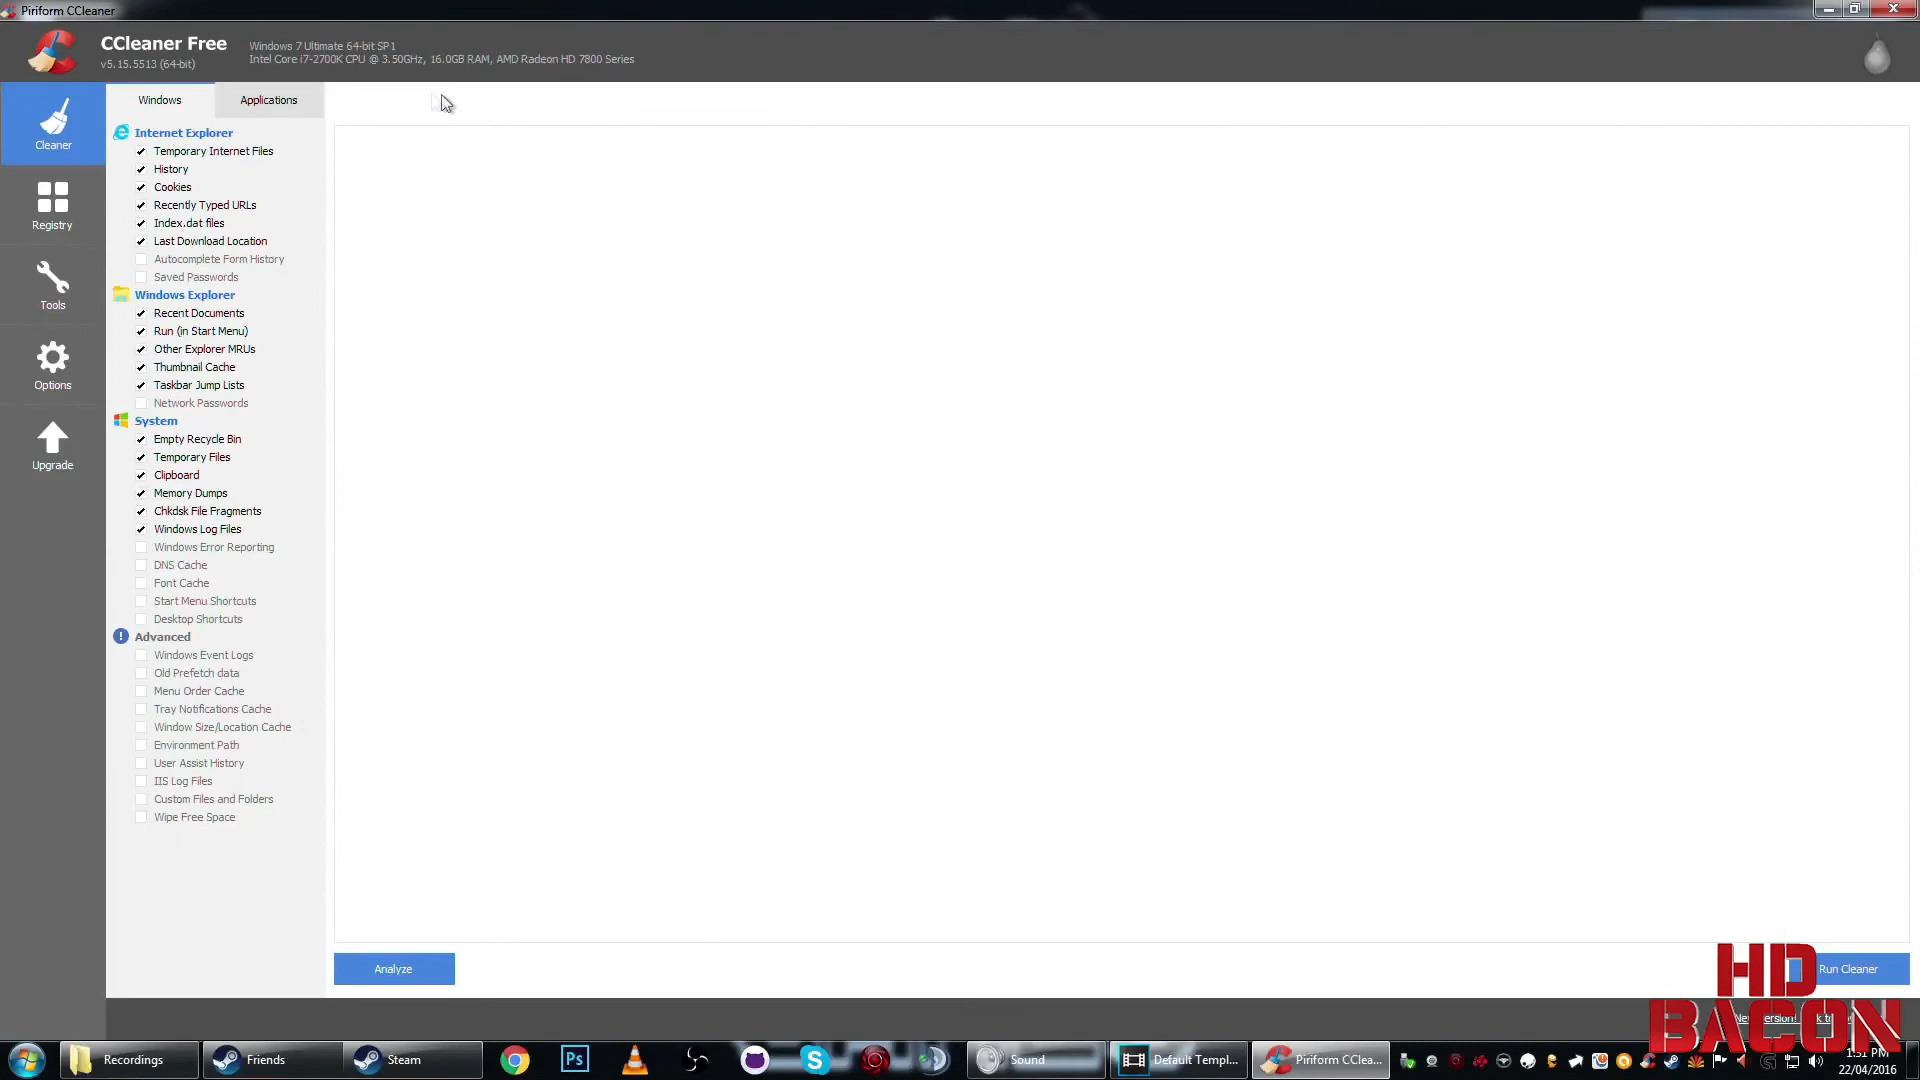 Piriform CCleaner
CCleaner Free
v5.15.5513 (64-bit)
Windows 7 Ultimate 64-bit SP1
Intel Core i7-2700K CPU @ 3.50GHz, 16.0GB RAM, AMD Radeon HD 7800 Series
Cleaner
Registry
Tools
Options
Upgrade
Windows
Applications
Internet Explorer
Temporary Internet Files
History
Cookies
Recently Typed URLs
Index.dat files
Last Download Location
Autocomplete Form History
Saved Passwords
Windows Explorer
Recent Documents
Run (in Start Menu)
Other Explorer MRUs
Thumbnail Cache
Taskbar Jump Lists
Network Passwords
System
Empty Recycle Bin
Temporary Files
Clipboard
Memory Dumps
Chkdsk File Fragments
Windows Log Files
Windows Error Reporting
DNS Cache
Font Cache
Start Menu Shortcuts
Desktop Shortcuts
Advanced
Windows Event Logs
Old Prefetch data
Menu Order Cache
Tray Notifications Cache
Window Size/Location Cache
Environment Path
User Assist History
IIS Log Files
Custom Files and Folders
Wipe Free Space
Analyze
Run Cleaner
HD
BACON
Recordings
Friends
Steam
Ps
Sound
Default Templ...
Piriform CClea...
1:51 PM
22/04/2016